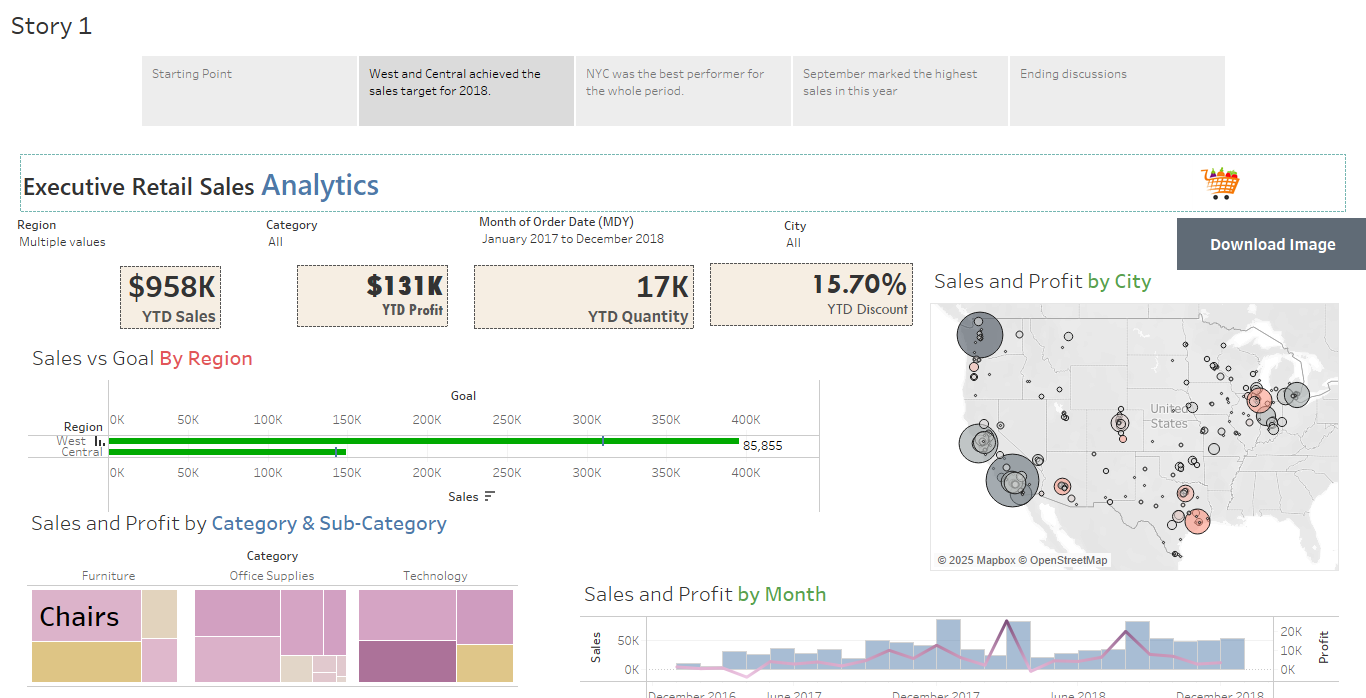 Story 1
Starting Point
West and Central achieved the
sales target for 2018.
NYC was the best performer for
the whole period.
September marked the highest
sales in this year
Ending discussions
Executive Retail Sales Analytics
Region
Multiple values
Category
All
Month of Order Date (MDY)
January 2017 to December 2018
City
All
Download Image
$958K
YTD Sales
$131K
YTD Profit
17K
YTD Quantity
15.70%
YTD Discount
Sales and Profit by City
United
States
© 2025 Mapbox © OpenStreetMap
Sales vs Goal By Region
Goal
Region
0K 50K 100K 150K 200K 250K 300K 350K 400K
West
85,855
Central
0K 50K 100K 150K 200K 250K 300K 350K 400K
Sales
Sales and Profit by Category & Sub-Category
Category
Furniture Office Supplies Technology
Chairs
Sales and Profit by Month
Sales
50K
0K
20K
10K
0K
Profit
December 2016 June 2017 December 2017 June 2018 December 2018